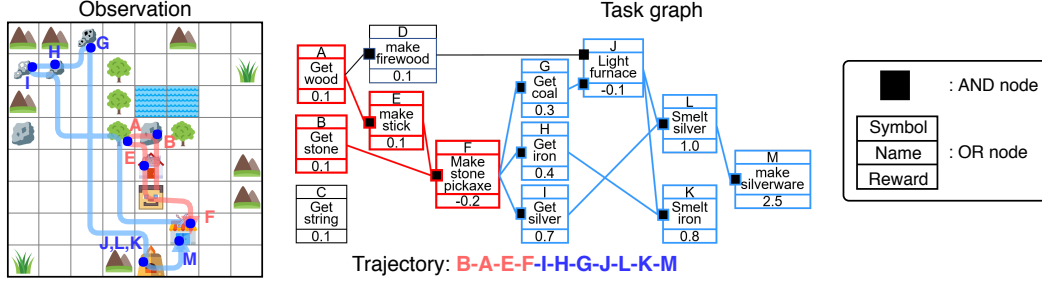 Observation
G
H
I
A
B
E
F
J,L,K
M
Task graph
A
Get
wood
0.1
B
Get
stone
0.1
C
Get
string
0.1
D
make
firewood
0.1
E
make
stick
0.1
F
Make
stone
pickaxe
-0.2
G
Get
coal
0.3
H
Get
iron
0.4
I
Get
silver
0.7
J
Light
furnace
-0.1
L
Smelt
silver
1.0
K
Smelt
iron
0.8
M
make
silverware
2.5
Trajectory: B-A-E-F-I-H-G-J-L-K-M
: AND node
Symbol
Name
Reward
: OR node